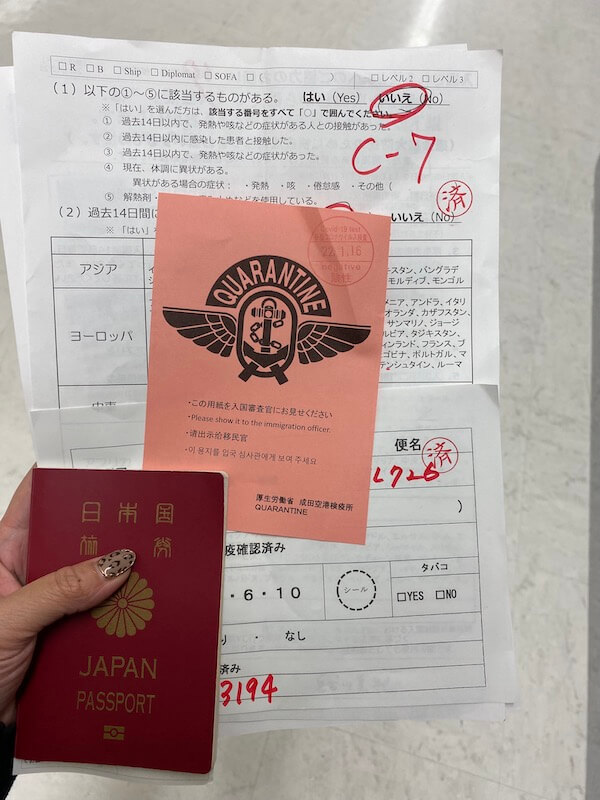 □ R □ B □ Ship □ Diplomat □ SOFA □ ( ) □ レベル2 □ レベル3
(1) 以下の①～⑤に該当するものがある。 はい (Yes) いいえ (No)
※「はい」を選んだ方は、該当する番号をすべて「○」で囲んでください。
① 過去14日以内で、発熱や咳などの症状がある人との接触があった。
② 過去14日以内に感染した患者と接触した。
③ 過去14日以内で、発熱や咳などの症状があった。
④ 現在、体調に異状がある。
異状がある場合の症状: ・発熱 ・咳 ・倦怠感 ・その他(
C-7
⑤ 解熱剤・ を使用している。
済
(2) 過去14日間に いいえ (No)
※「はい」を
アジア
キスタン、バングラデ
モルディブ、モンゴル
ヨーロッパ
メニア、アンドラ、イタリ
オランダ、カザフスタン、
サンマリノ、ジョージ
ルビア、タジキスタン、
ィンランド、フランス、ブ
ゴビナ、ポルトガル、マ
テンシュタイン、ルーマ
Covid-19 test
22.1.16
negative
陰性
QUARANTINE
・この用紙を入国審査官にお見せください
・Please show it to the immigration officer.
・请出示给移民官
・이 용지를 입국 심사관에게 보여 주세요
厚生労働省 成田空港検疫所
QUARANTINE
便名
済
L726
)
疫確認済み
・6・10
シール
タバコ
□YES □NO
り ・ なし
済み
3194
日本国
旅券
JAPAN
PASSPORT